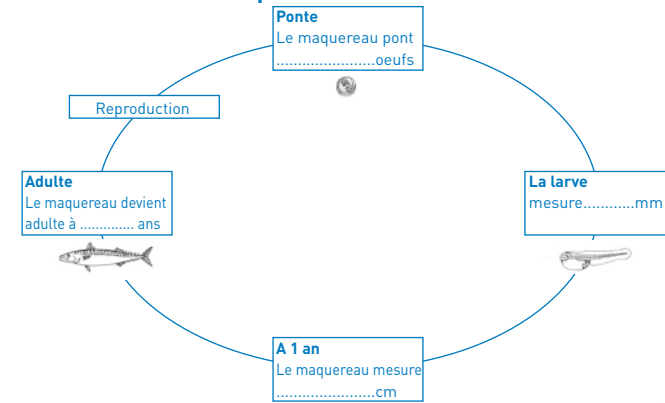 Ponte
Le maquereau pont
.......................oeufs
Reproduction
Adulte
Le maquereau devient
adulte à ............. ans
La larve
mesure............mm
A 1 an
Le maquereau mesure
.......................cm